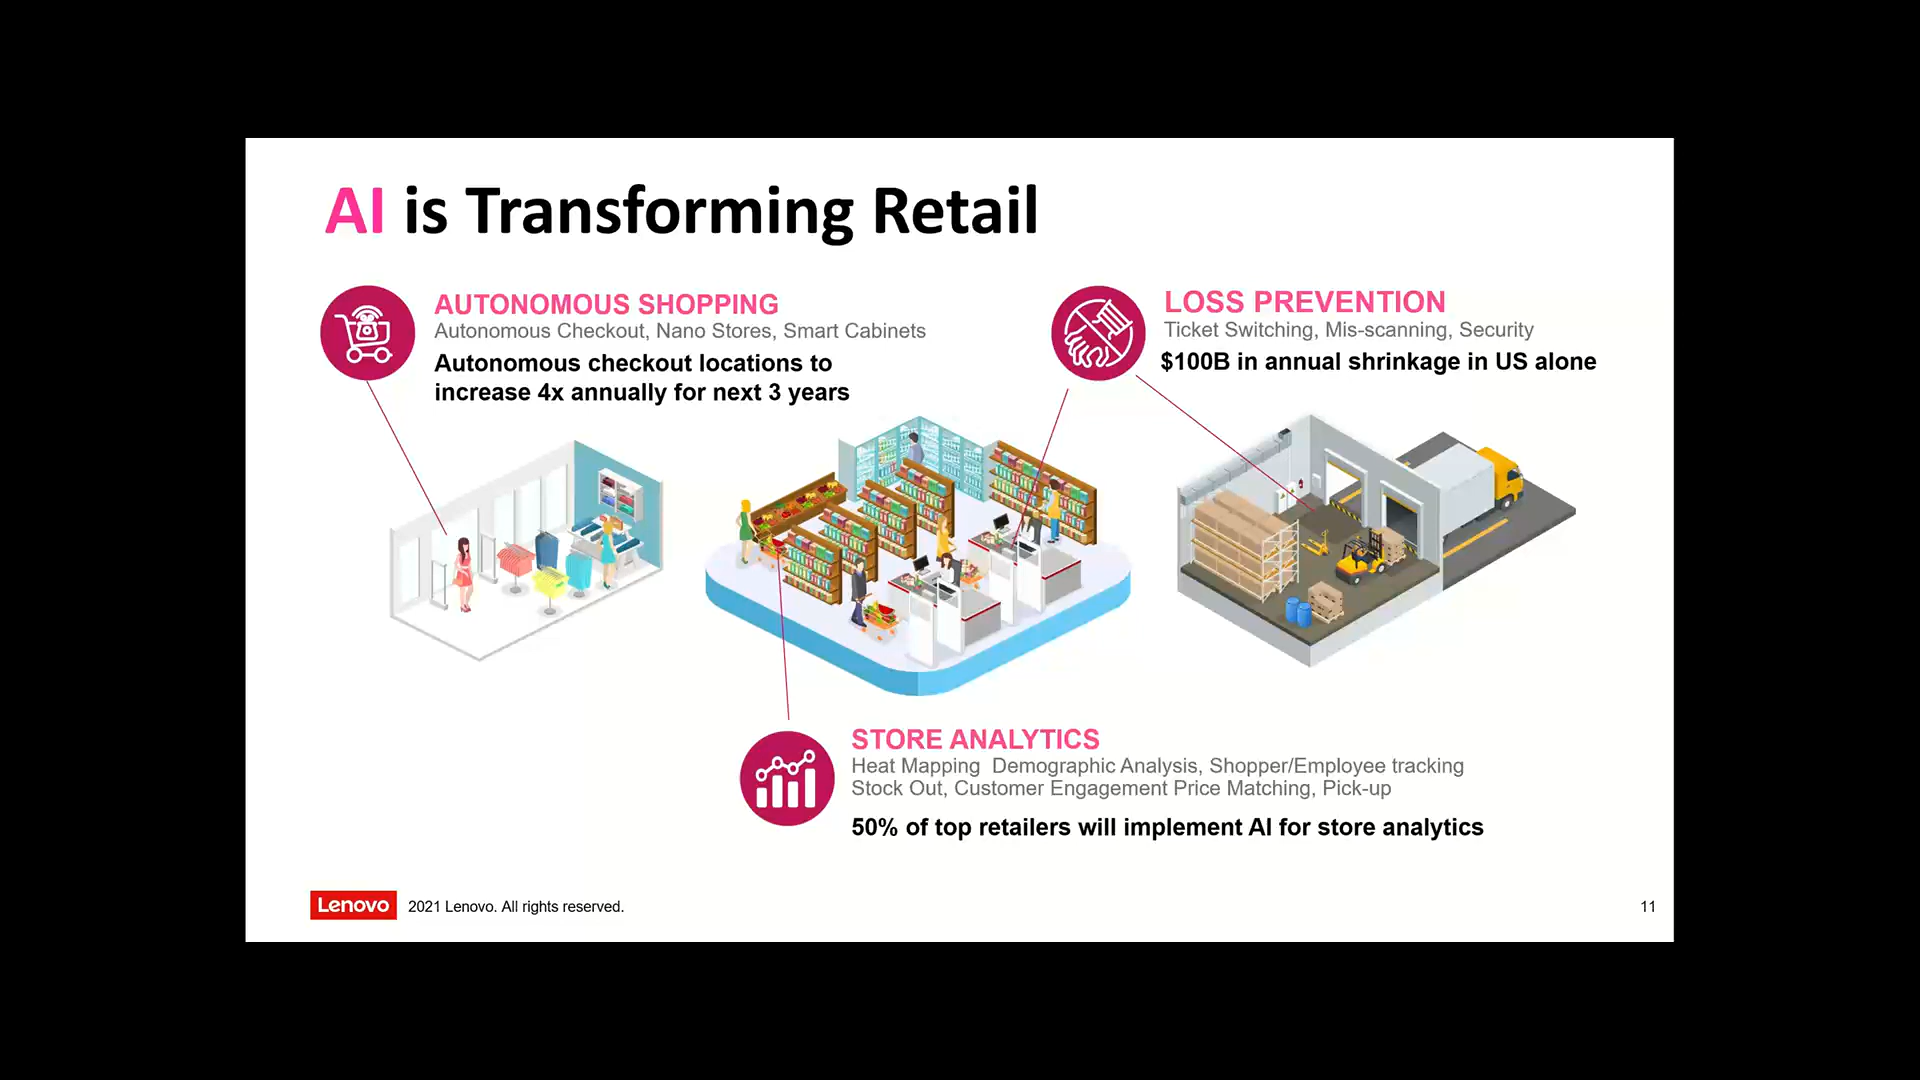 AI is Transforming Retail
AUTONOMOUS SHOPPING
Autonomous Checkout, Nano Stores, Smart Cabinets
Autonomous checkout locations to
increase 4x annually for next 3 years
LOSS PREVENTION
Ticket Switching, Mis-scanning, Security
$100B in annual shrinkage in US alone
STORE ANALYTICS
Heat Mapping  Demographic Analysis, Shopper/Employee tracking
Stock Out, Customer Engagement Price Matching, Pick-up
50% of top retailers will implement AI for store analytics
Lenovo 2021 Lenovo. All rights reserved.
11